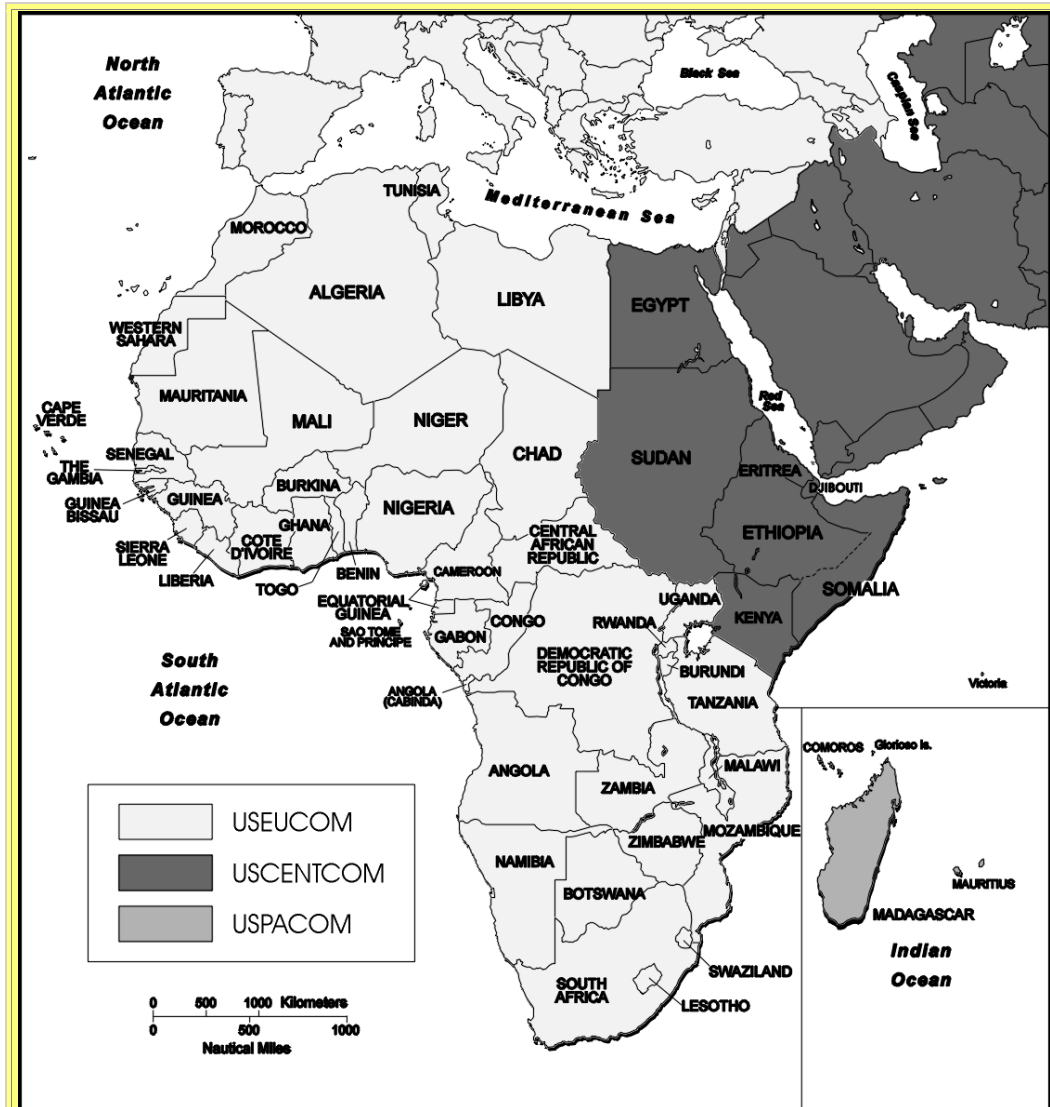 North
Atlantic
Ocean
Black Sea
Caspian Sea
Mediterranean Sea
TUNISIA
MOROCCO
ALGERIA
LIBYA
EGYPT
WESTERN
SAHARA
MAURITANIA
MALI
NIGER
CHAD
SUDAN
Red
Sea
ERITREA
DJIBOUTI
CAPE
VERDE
SENEGAL
THE
GAMBIA
GUINEA
BISSAU
GUINEA
BURKINA
NIGERIA
ETHIOPIA
SIERRA
LEONE
LIBERIA
COTE
D'IVOIRE
GHANA
TOGO
BENIN
CENTRAL
AFRICAN
REPUBLIC
CAMEROON
SOMALIA
EQUATORIAL
GUINEA
SAO TOME
AND PRINCIPE
GABON
CONGO
UGANDA
KENYA
RWANDA
DEMOCRATIC
REPUBLIC OF
CONGO
BURUNDI
TANZANIA
Victoria
South
Atlantic
Ocean
ANGOLA
(CABINDA)
ANGOLA
ZAMBIA
MALAWI
COMOROS
Glorioso Is.
ZIMBABWE
MOZAMBIQUE
NAMIBIA
BOTSWANA
MAURITIUS
MADAGASCAR
Indian
Ocean
SWAZILAND
SOUTH
AFRICA
LESOTHO
USEUCOM
USCENTCOM
USPACOM
0 500 1000 Kilometers
0 500 1000
Nautical Miles